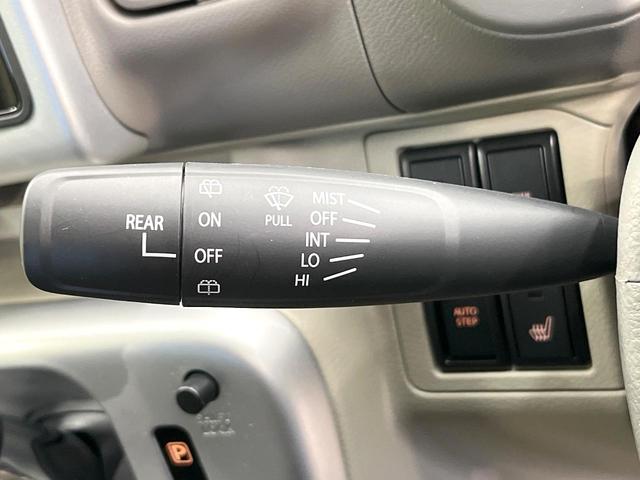 REAR
ON
OFF
PULL
MIST
OFF
INT
LO
HI
AUTO
STEP
P